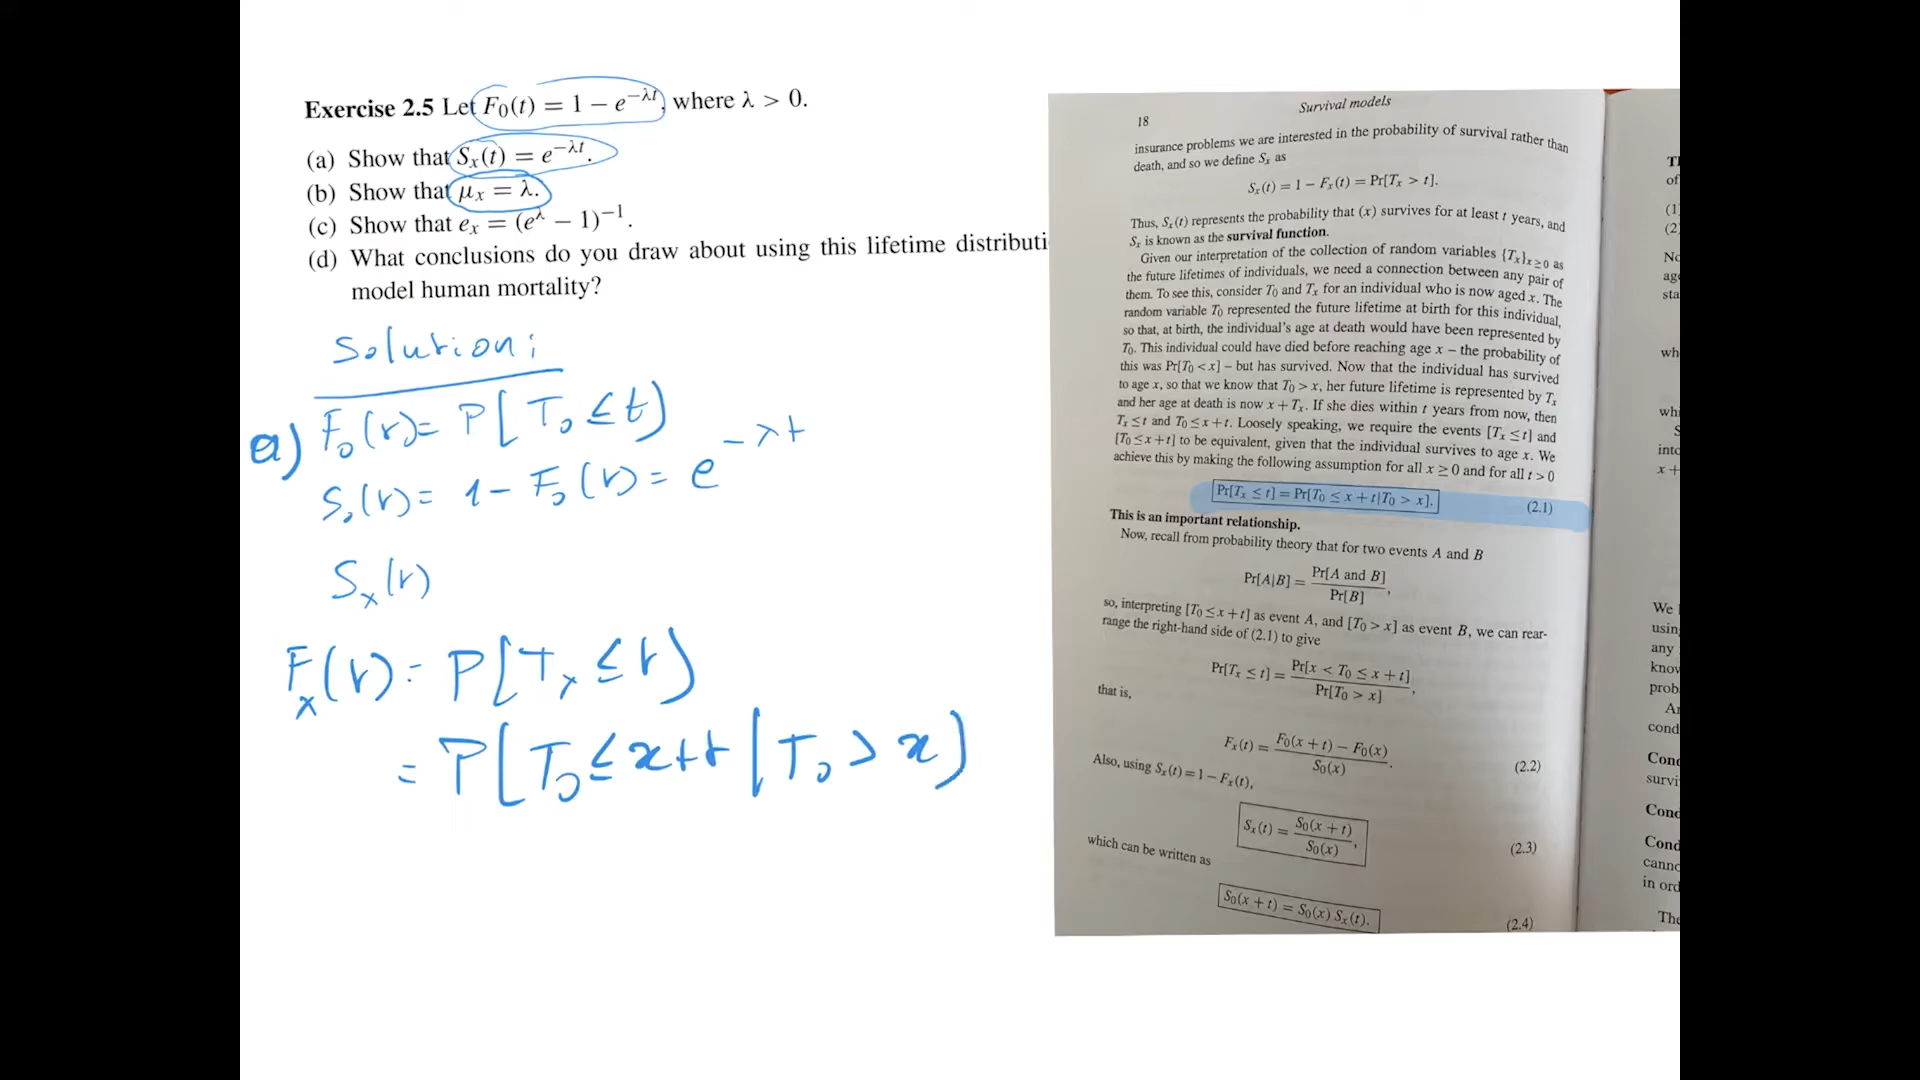 Exercise 2.5 Let F₀(t) = 1 − e^{−λt}, where λ > 0.
(a) Show that Sₓ(t) = e^{−λt}.
(b) Show that μₓ = λ.
(c) Show that eₓ = (e^λ − 1)^{−1}.
(d) What conclusions do you draw about using this lifetime distributi
model human mortality?
Solution:
a) F₀(t) = P[T₀ ≤ t)
S₀(t) = 1 − F₀(t) = e^{−λt}
Sₓ(t)
Fₓ(t) = P[Tₓ ≤ t)
= P[T₀ ≤ x+t | T₀ > x)
18
Survival models
insurance problems we are interested in the probability of survival rather than
death, and so we define Sₓ as
Sₓ(t) = 1 − Fₓ(t) = Pr[Tₓ > t].
Thus, Sₓ(t) represents the probability that (x) survives for at least t years, and
Sₓ is known as the survival function.
Given our interpretation of the collection of random variables {Tₓ}ₓ≥₀ as
the future lifetimes of individuals, we need a connection between any pair of
them. To see this, consider T₀ and Tₓ for an individual who is now aged x. The
random variable T₀ represented the future lifetime at birth for this individual,
so that, at birth, the individual's age at death would have been represented by
T₀. This individual could have died before reaching age x – the probability of
this was Pr[T₀ < x] – but has survived. Now that the individual has survived
to age x, so that we know that T₀ > x, her future lifetime is represented by Tₓ
and her age at death is now x + Tₓ. If she dies within t years from now, then
Tₓ ≤ t and T₀ ≤ x + t. Loosely speaking, we require the events [Tₓ ≤ t] and
[T₀ ≤ x + t] to be equivalent, given that the individual survives to age x. We
achieve this by making the following assumption for all x ≥ 0 and for all t > 0
Pr[Tₓ ≤ t] = Pr[T₀ ≤ x + t|T₀ > x]. (2.1)
This is an important relationship.
Now, recall from probability theory that for two events A and B
Pr[A|B] = Pr[A and B] / Pr[B],
so, interpreting [T₀ ≤ x + t] as event A, and [T₀ > x] as event B, we can rear-
range the right-hand side of (2.1) to give
Pr[Tₓ ≤ t] = Pr[x < T₀ ≤ x + t] / Pr[T₀ > x],
that is,
Fₓ(t) = F₀(x + t) − F₀(x) / S₀(x). (2.2)
Also, using Sₓ(t) = 1 − Fₓ(t),
Sₓ(t) = S₀(x + t) / S₀(x), (2.3)
which can be written as
S₀(x + t) = S₀(x) Sₓ(t). (2.4)
of
(1)
(2)
We
using
any
know
prob
cond
Cond
survi
Cond
Cond
canno
in ord
The